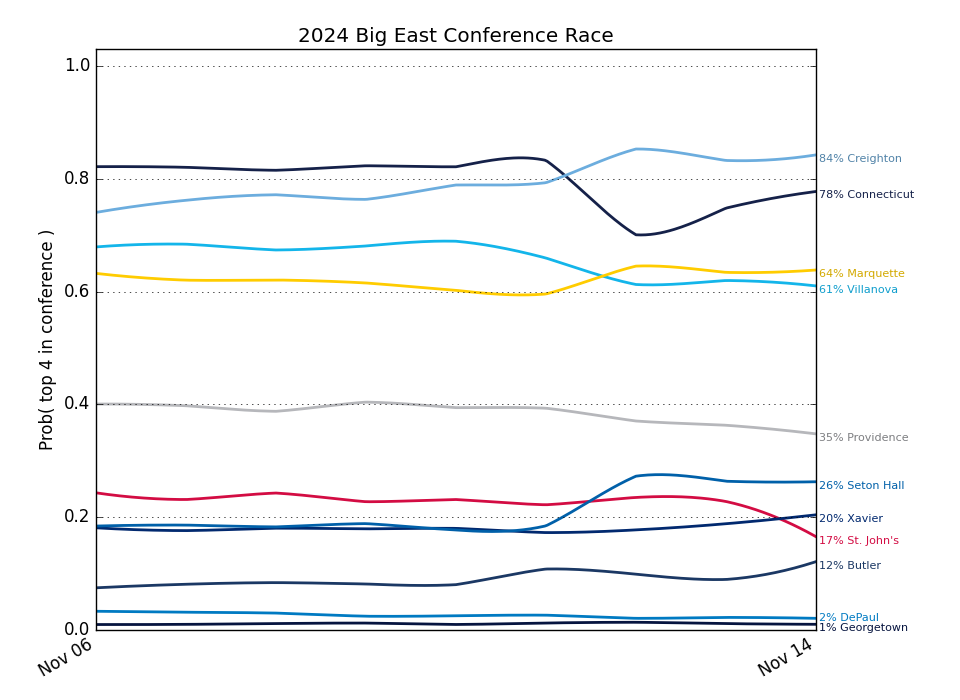 2024 Big East Conference Race
Prob( top 4 in conference )
1.0
0.8
0.6
0.4
0.2
0.0
Nov 06
Nov 14
84% Creighton
78% Connecticut
64% Marquette
61% Villanova
35% Providence
26% Seton Hall
20% Xavier
17% St. John's
12% Butler
2% DePaul
1% Georgetown